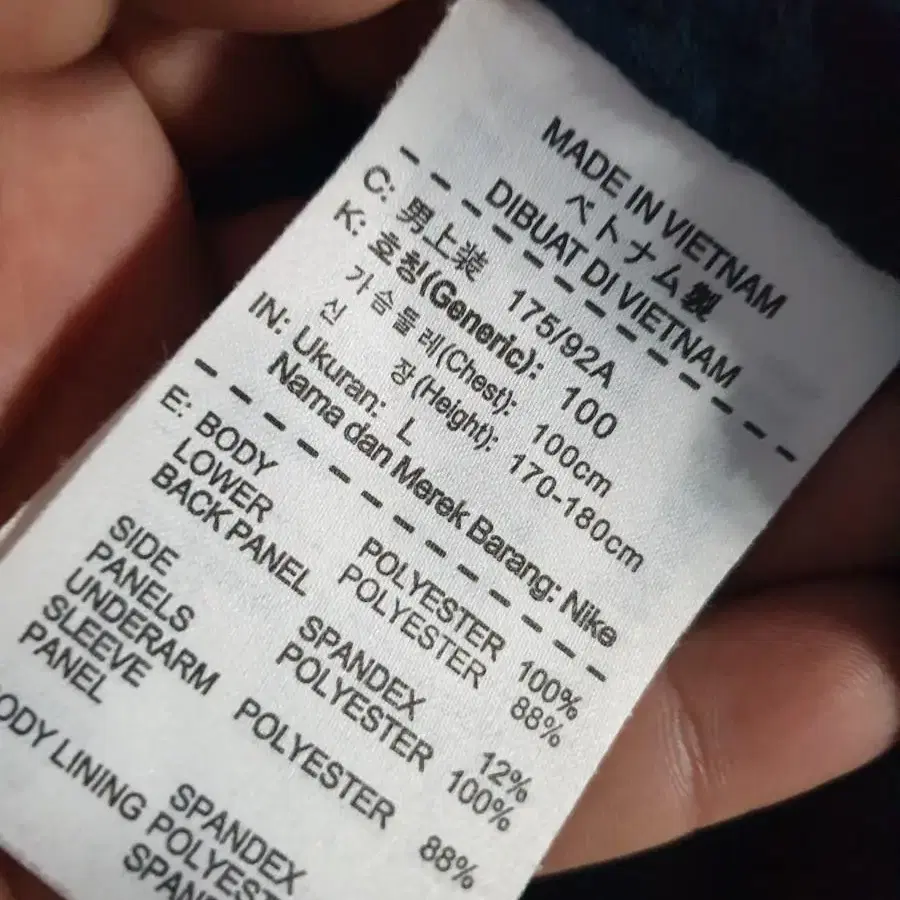 MADE IN VIETNAM
ベトナム製
DIBUAT DI VIETNAM
C: 男上装 175/92A
K: 호칭(Generic): 100
가슴둘레(Chest): 100cm
신 장(Height): 170-180cm
IN: Ukuran: L
Nama dan Merek Barang: Nike
E: BODY POLYESTER 100%
LOWER POLYESTER 88%
BACK PANEL
SPANDEX 12%
SIDE POLYESTER 100%
PANELS
UNDERARM POLYESTER 88%
SLEEVE
PANEL
SPANDEX
ODY LINING POLYEST
SPAN